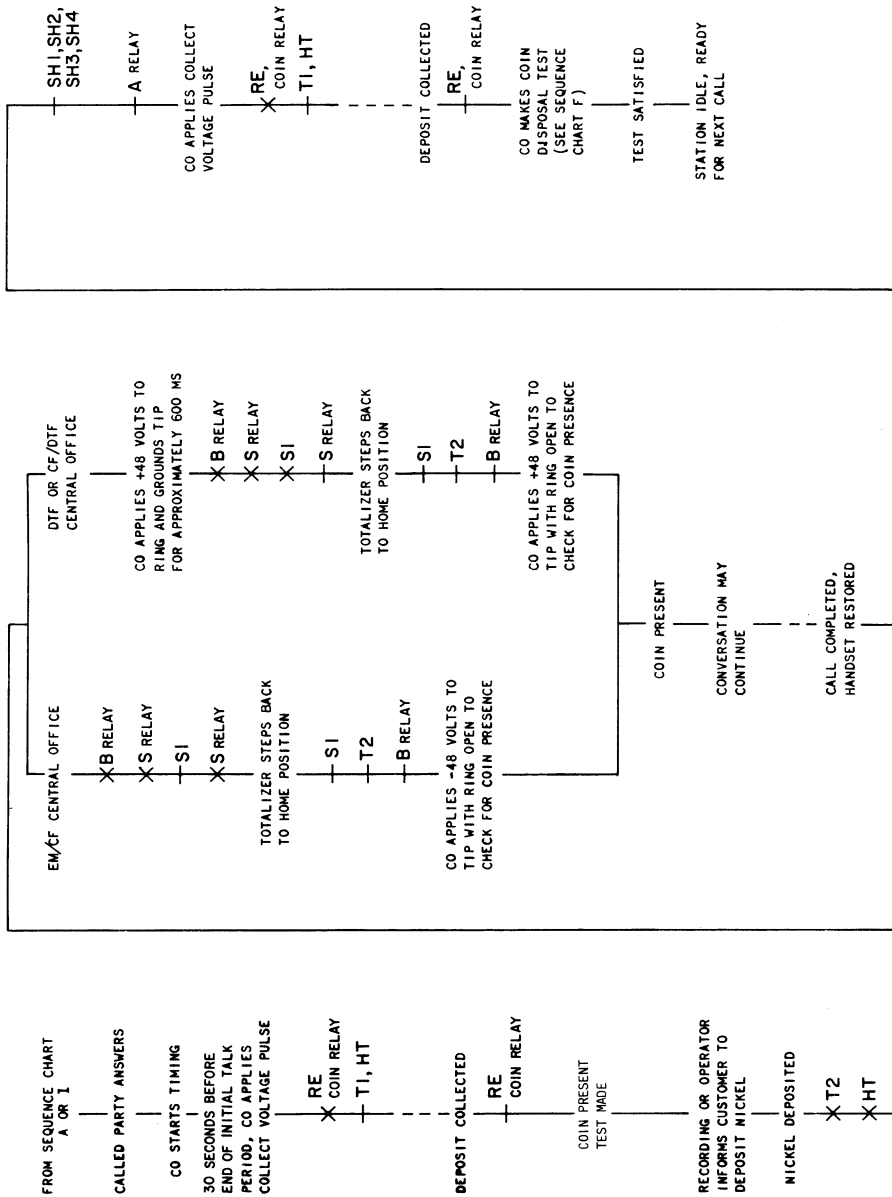 FROM SEQUENCE CHART
A OR I
CALLED PARTY ANSWERS
CO STARTS TIMING
30 SECONDS BEFORE
END OF INITIAL TALK
PERIOD, CO APPLIES
COLLECT VOLTAGE PULSE
RE
COIN RELAY
T1, HT
DEPOSIT COLLECTED
RE
COIN RELAY
COIN PRESENT
TEST MADE
RECORDING OR OPERATOR
INFORMS CUSTOMER TO
DEPOSIT NICKEL
NICKEL DEPOSITED
T2
HT
EM/CF CENTRAL OFFICE
B RELAY
S RELAY
S1
S RELAY
TOTALIZER STEPS BACK
TO HOME POSITION
S1
T2
B RELAY
CO APPLIES -48 VOLTS TO
TIP WITH RING OPEN TO
CHECK FOR COIN PRESENCE
DTF OR CF/DTF
CENTRAL OFFICE
CO APPLIES +48 VOLTS TO
RING AND GROUNDS TIP
FOR APPROXIMATELY 600 MS
B RELAY
S RELAY
S1
S RELAY
TOTALIZER STEPS BACK
TO HOME POSITION
S1
T2
B RELAY
CO APPLIES +48 VOLTS TO
TIP WITH RING OPEN TO
CHECK FOR COIN PRESENCE
COIN PRESENT
CONVERSATION MAY
CONTINUE
CALL COMPLETED,
HANDSET RESTORED
SH1, SH2,
SH3, SH4
A RELAY
CO APPLIES COLLECT
VOLTAGE PULSE
RE,
COIN RELAY
T1, HT
DEPOSIT COLLECTED
RE,
COIN RELAY
CO MAKES COIN
DISPOSAL TEST
(SEE SEQUENCE
CHART F)
TEST SATISFIED
STATION IDLE, READY
FOR NEXT CALL